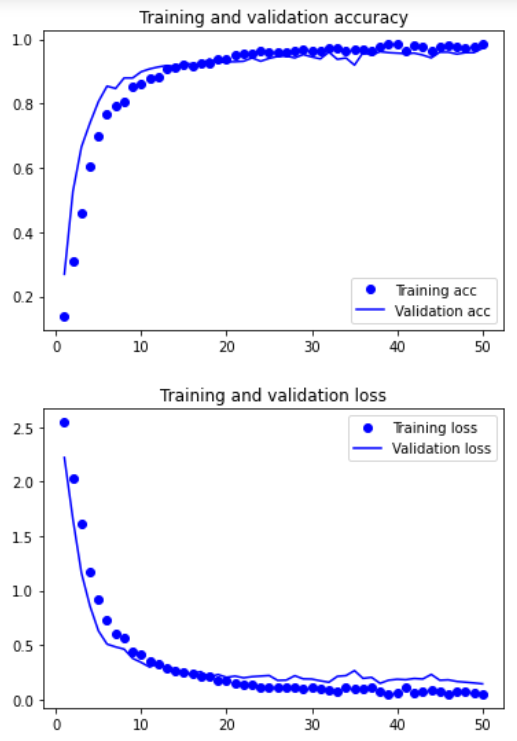 Training and validation accuracy
1.0
0.8
0.6
0.4
0.2
Training acc
Validation acc
0 10 20 30 40 50
Training and validation loss
2.5
2.0
1.5
1.0
0.5
0.0
Training loss
Validation loss
0 10 20 30 40 50